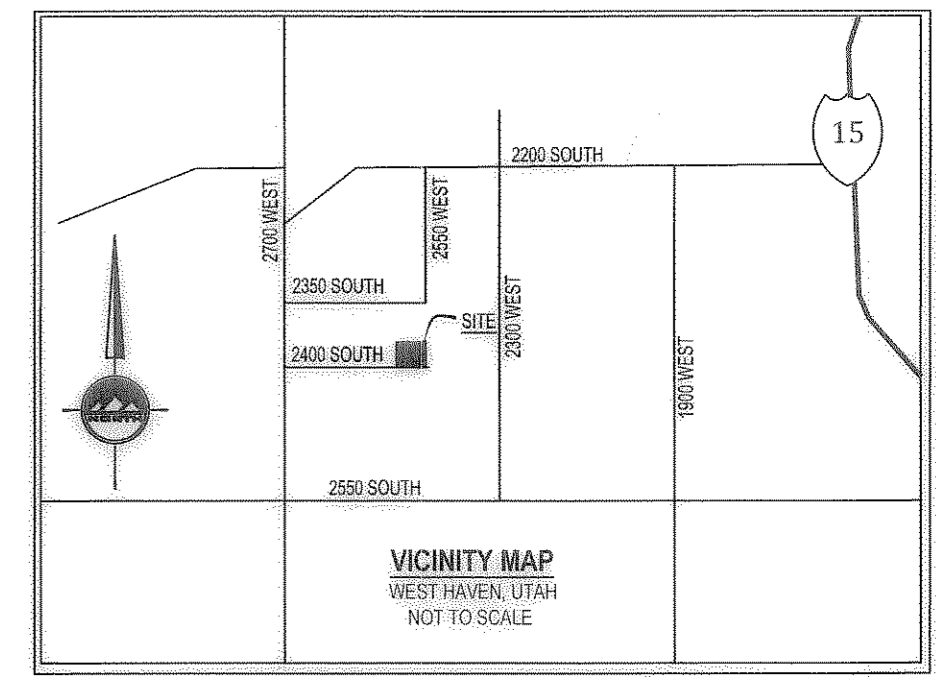 15
2200 SOUTH
2700 WEST
2550 WEST
2350 SOUTH
2300 WEST
SITE
2400 SOUTH
1900 WEST
NORTH
2550 SOUTH
VICINITY MAP
WEST HAVEN, UTAH
NOT TO SCALE